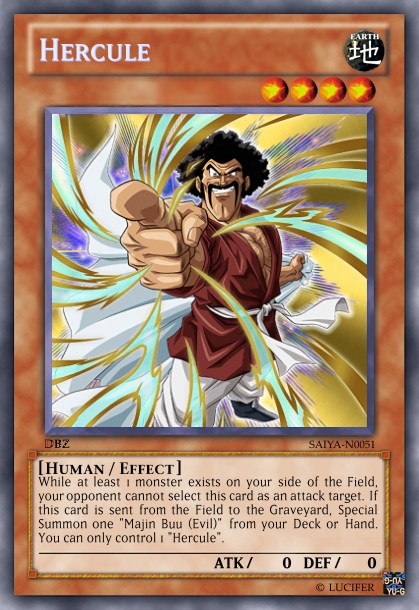 HERCULE
EARTH
地
DBZ
SAIYA-N0051
[HUMAN / EFFECT]
While at least 1 monster exists on your side of the Field,
your opponent cannot select this card as an attack target. If
this card is sent from the Field to the Graveyard, Special
Summon one "Majin Buu (Evil)" from your Deck or Hand.
You can only control 1 "Hercule".
ATK / 0 DEF / 0
© LUCIFER
YU-G